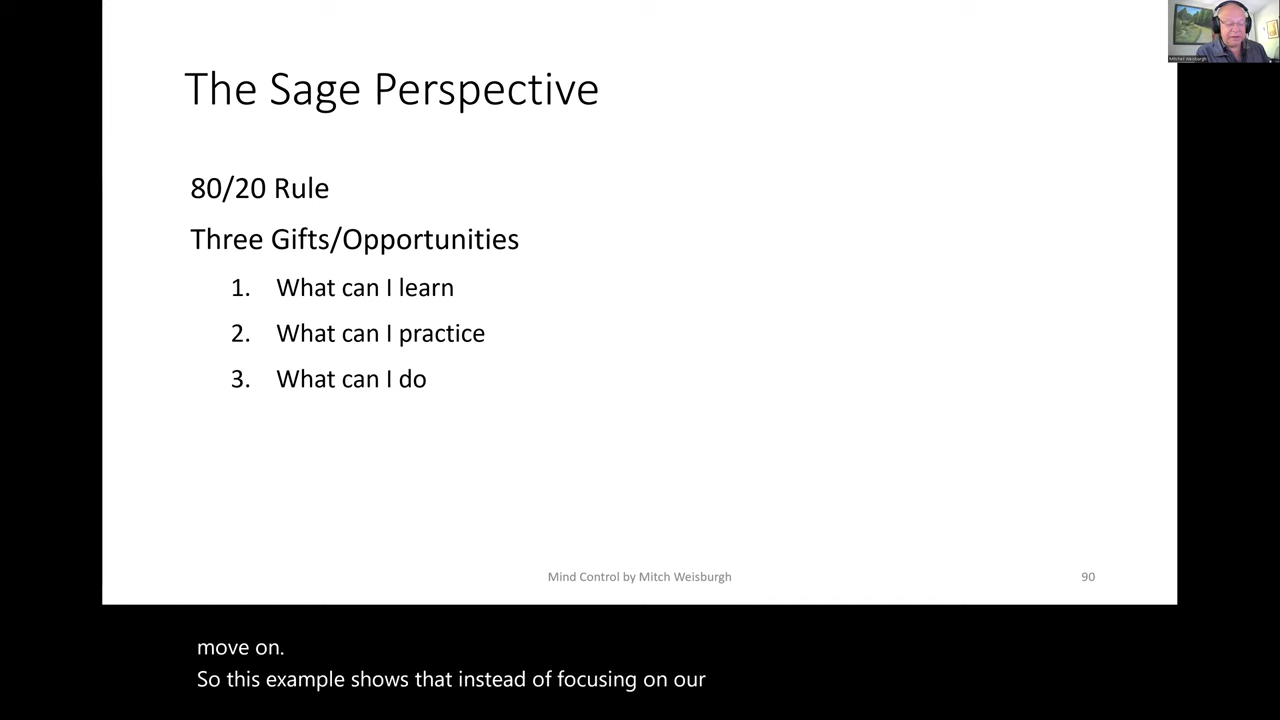 Mitchell Weisburgh
The Sage Perspective
80/20 Rule
Three Gifts/Opportunities
1. What can I learn
2. What can I practice
3. What can I do
Mind Control by Mitch Weisburgh
90
move on.
So this example shows that instead of focusing on our